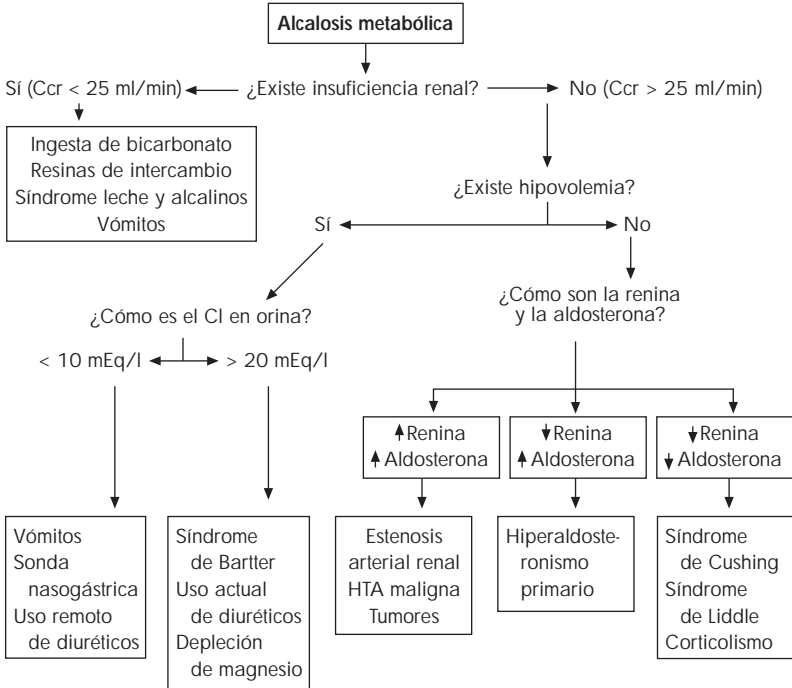 Alcalosis metabólica
Sí (Ccr < 25 ml/min)
¿Existe insuficiencia renal?
No (Ccr > 25 ml/min)
Ingesta de bicarbonato
Resinas de intercambio
Síndrome leche y alcalinos
Vómitos
¿Existe hipovolemia?
Sí
No
¿Cómo es el Cl en orina?
< 10 mEq/l
> 20 mEq/l
¿Cómo son la renina
y la aldosterona?
Renina
Aldosterona
Renina
Aldosterona
Renina
Aldosterona
Vómitos
Sonda
nasogástrica
Uso remoto
de diuréticos
Síndrome
de Bartter
Uso actual
de diuréticos
Depleción
de magnesio
Estenosis
arterial renal
HTA maligna
Tumores
Hiperaldoste-
ronismo
primario
Síndrome
de Cushing
Síndrome
de Liddle
Corticolismo